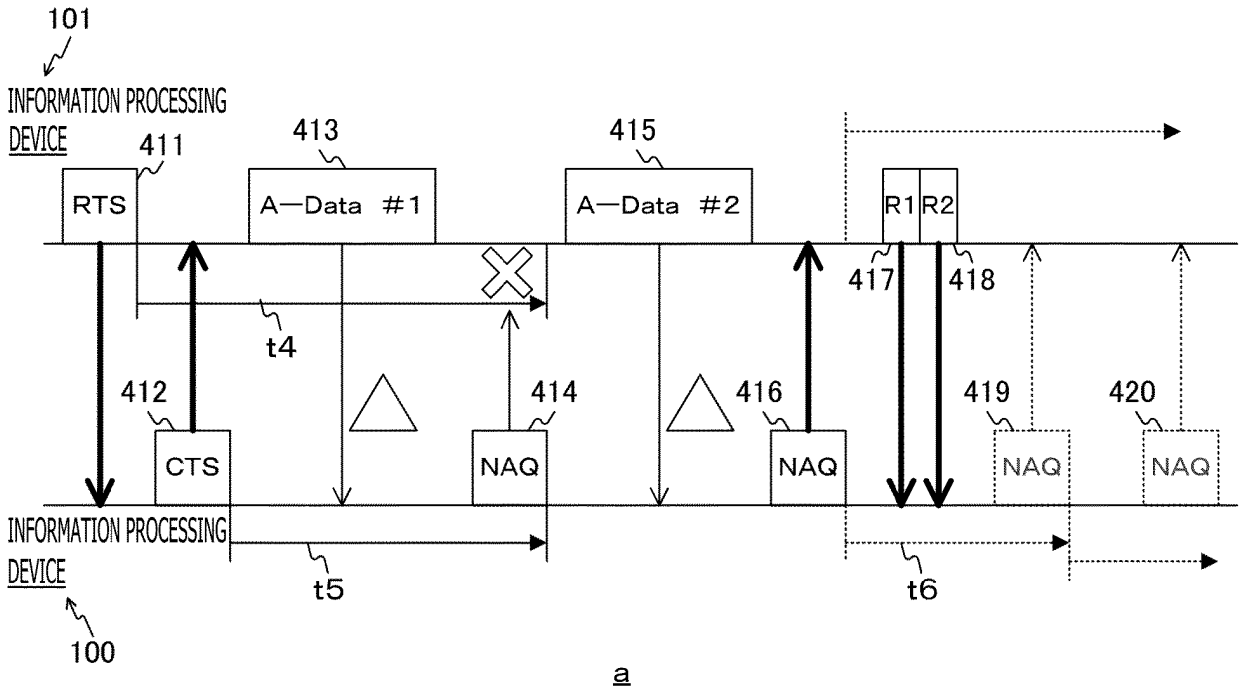 101
INFORMATION PROCESSING
DEVICE
411
413
415
RTS
A-Data #1
A-Data #2
R1 R2
417
418
t4
412
414
416
419
420
CTS
NAQ
NAQ
NAQ
NAQ
INFORMATION PROCESSING
DEVICE
t5
t6
100
a